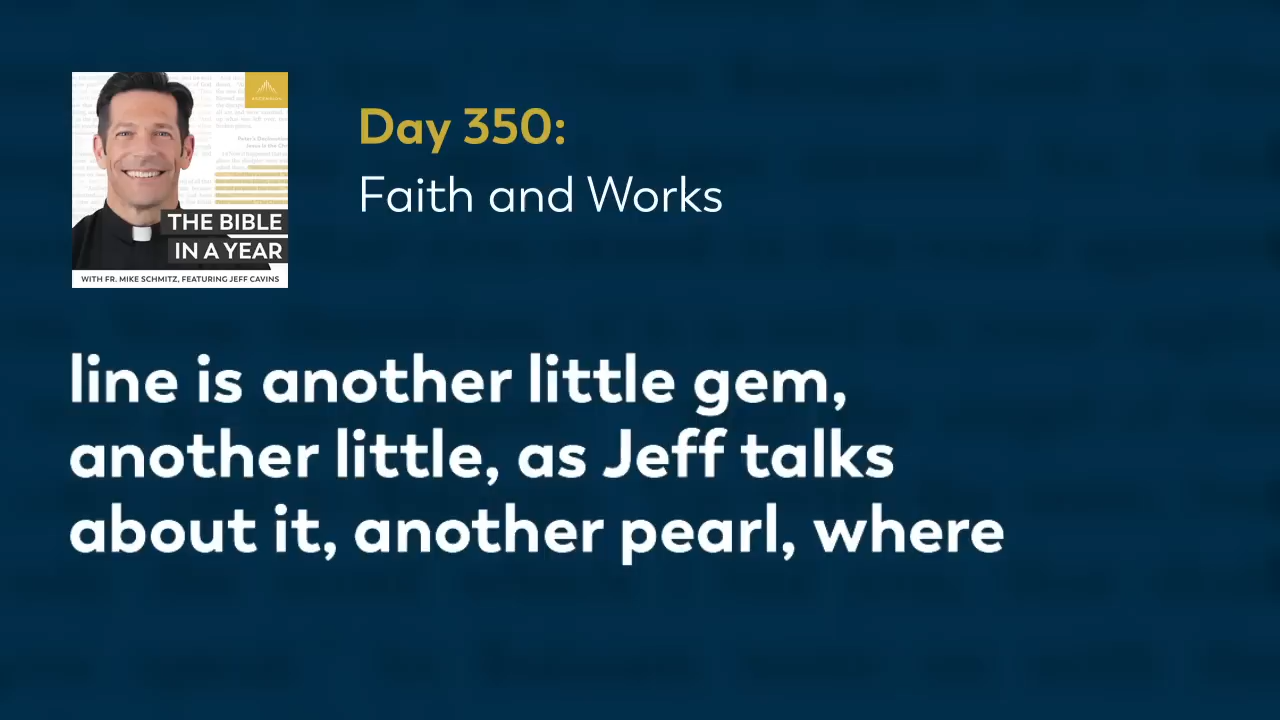 Day 350:
Faith and Works
THE BIBLE
IN A YEAR
WITH FR. MIKE SCHMITZ, FEATURING JEFF CAVINS
line is another little gem,
another little, as Jeff talks
about it, another pearl, where